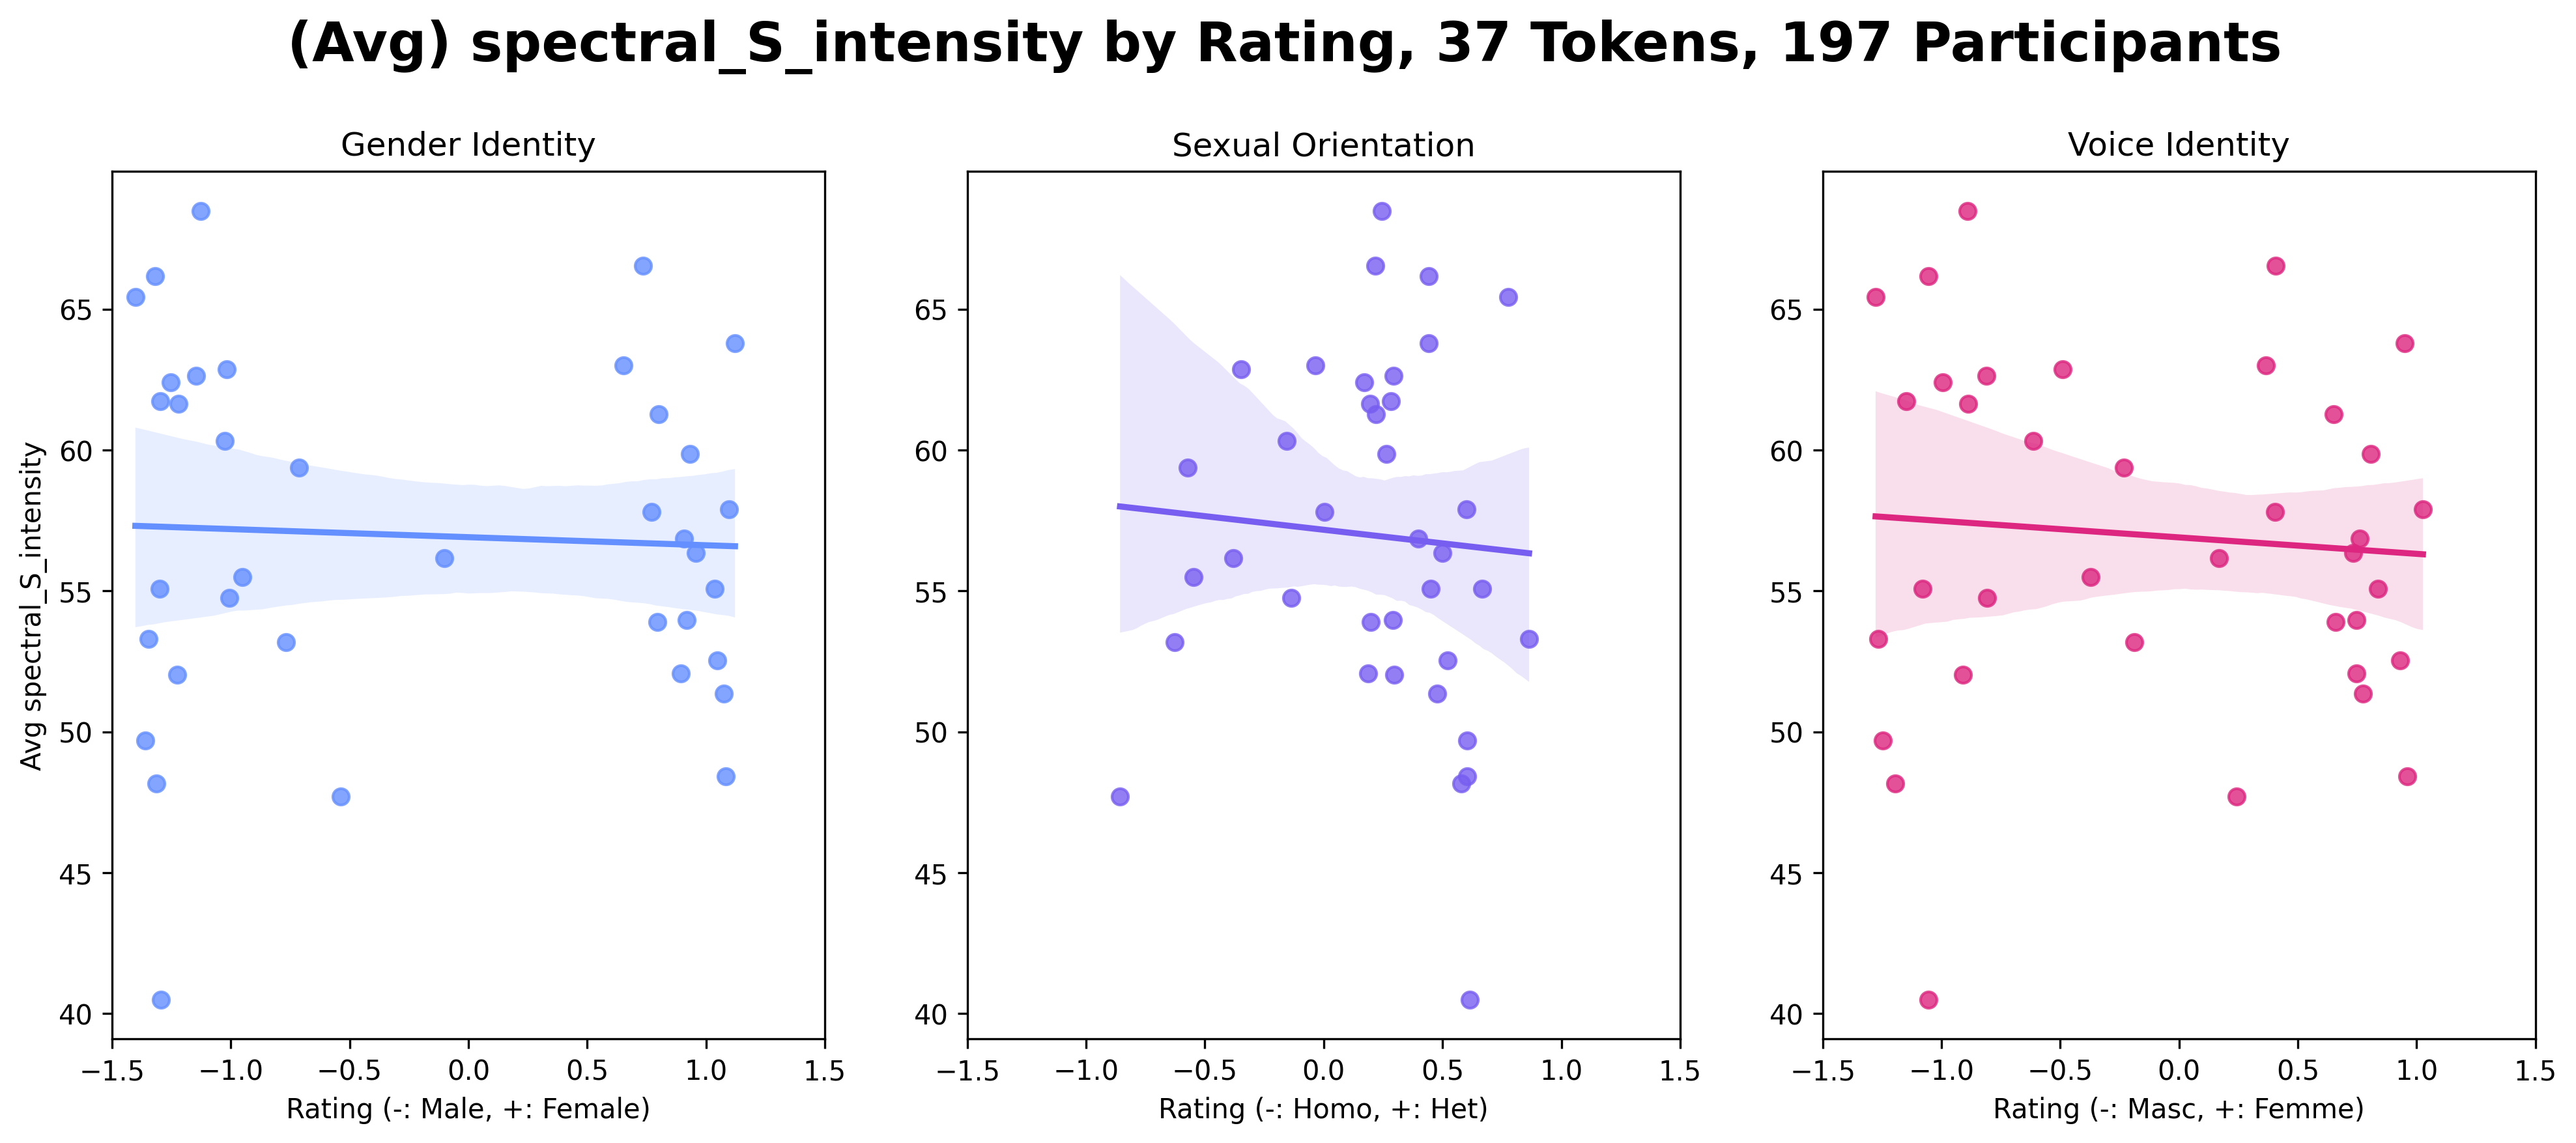 (Avg) spectral_S_intensity by Rating, 37 Tokens, 197 Participants
Gender Identity
Sexual Orientation
Voice Identity
Avg spectral_S_intensity
65
60
55
50
45
40
−1.5 −1.0 −0.5 0.0 0.5 1.0 1.5
Rating (-: Male, +: Female)
65
60
55
50
45
40
−1.5 −1.0 −0.5 0.0 0.5 1.0 1.5
Rating (-: Homo, +: Het)
65
60
55
50
45
40
−1.5 −1.0 −0.5 0.0 0.5 1.0 1.5
Rating (-: Masc, +: Femme)